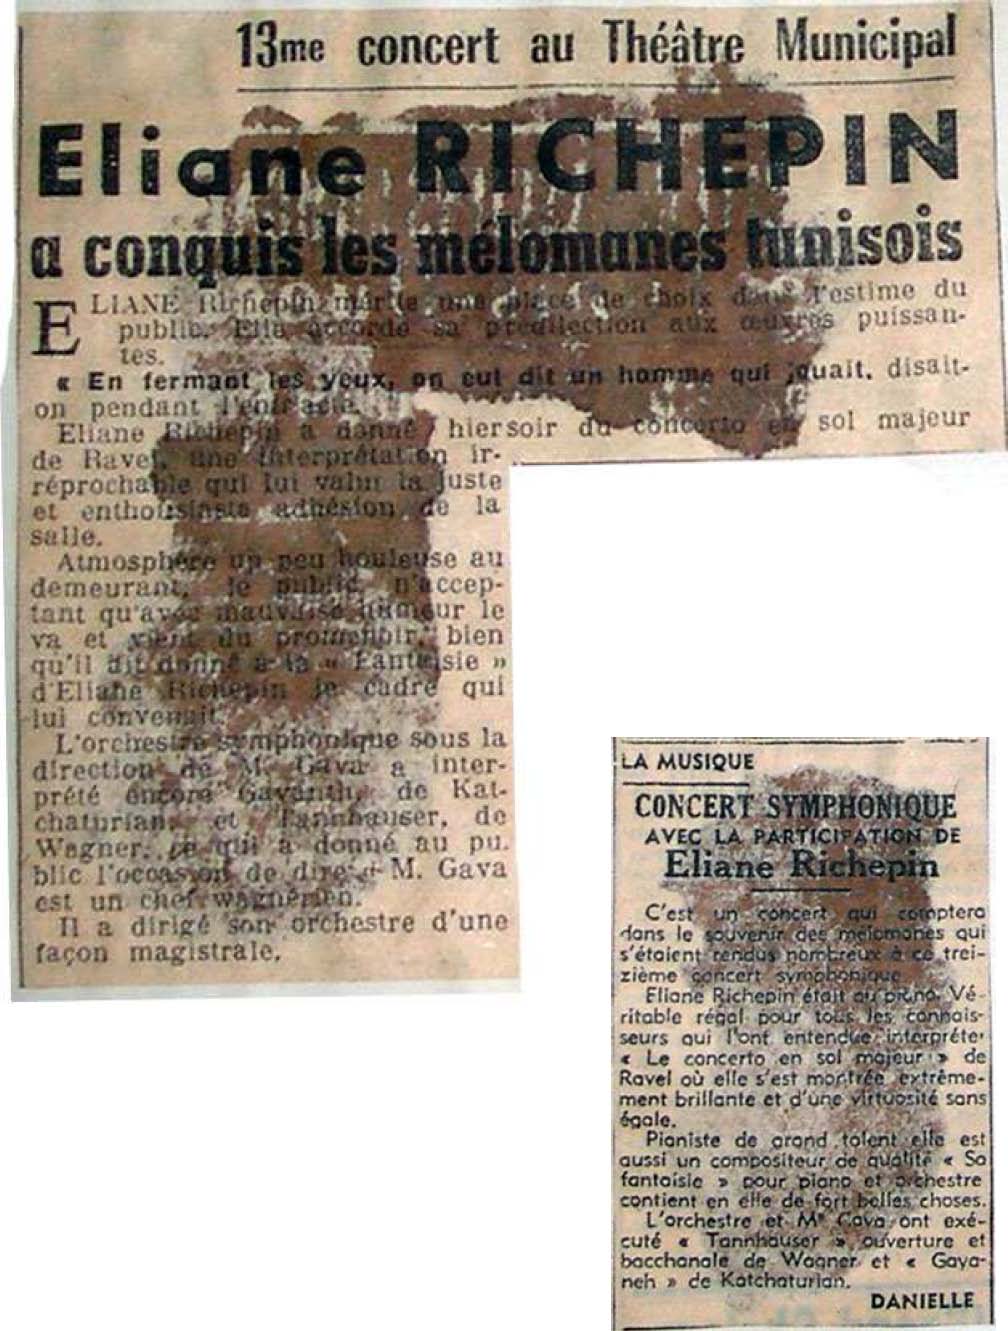 13me concert au Théâtre Municipal
Eliane RICHEPIN
a conquis les mélomanes tunisois
ELIANE Richepin mérite une place de choix dans l'estime du
public. Elle accorde sa prédilection aux œuvres puissan-
tes.
« En fermant les yeux, on eut dit un homme qui jouait, disait-
on pendant l'entr'acte.
Eliane Richepin a donné hier soir du concerto en sol majeur
de Ravel, une interprétation ir-
réprochable qui lui valut la juste
et enthousiaste adhésion de la
salle.
Atmosphère un peu houleuse au
demeurant, le public n'accep-
tant qu'avec mauvaise humeur le
va et vient du promenoir, bien
qu'il ait donné à la « Fantaisie »
d'Eliane Richepin le cadre qui
lui convenait.
L'orchestre symphonique sous la
direction de M. Gava a inter-
prété encore de Kat-
chaturian, et Tannhauser, de
Wagner, ce qui a donné au pu.
blic l'occasion de dire « M. Gava
est un chef wagnérien.
Il a dirigé son orchestre d'une
façon magistrale.
LA MUSIQUE
CONCERT SYMPHONIQUE
AVEC LA PARTICIPATION DE
Eliane Richepin
C'est un concert qui comptera
dans le souvenir des mélomanes qui
s'étaient rendus nombreux à ce trei-
zième concert symphonique
Eliane Richepin était au piano. Vé-
ritable régal pour tous les connais-
seurs qui l'ont entendue interpréter
« Le concerto en sol majeur » de
Ravel où elle s'est montrée extrême-
ment brillante et d'une virtuosité sans
égale.
Pianiste de grand talent elle est
aussi un compositeur de qualité « Sa
fantaisie » pour piano et orchestre
contient en elle de fort belles choses.
L'orchestre et Me Gava ont exé-
cuté « Tannhauser » ouverture et
bacchanale de Wagner et « Gaya-
neh » de Katchaturian.
DANIELLE